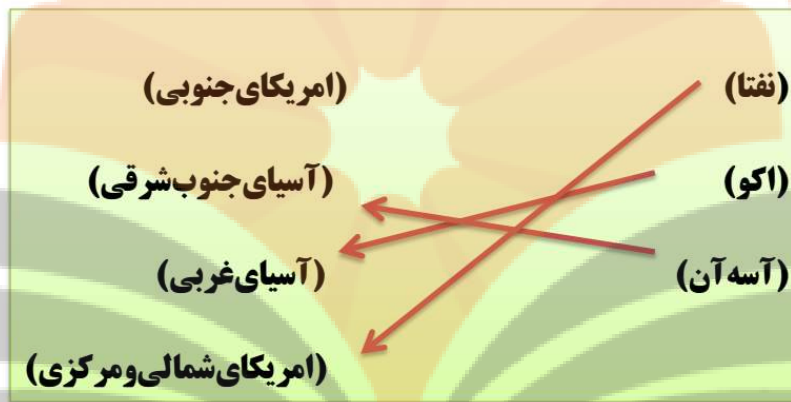 (نفتا) (امریکای‌جنوبی)
(اکو) (آسیای‌جنوب‌شرقی)
(آسه‌آن) (آسیای‌غربی)
(امریکای‌شمالی‌ومرکزی)